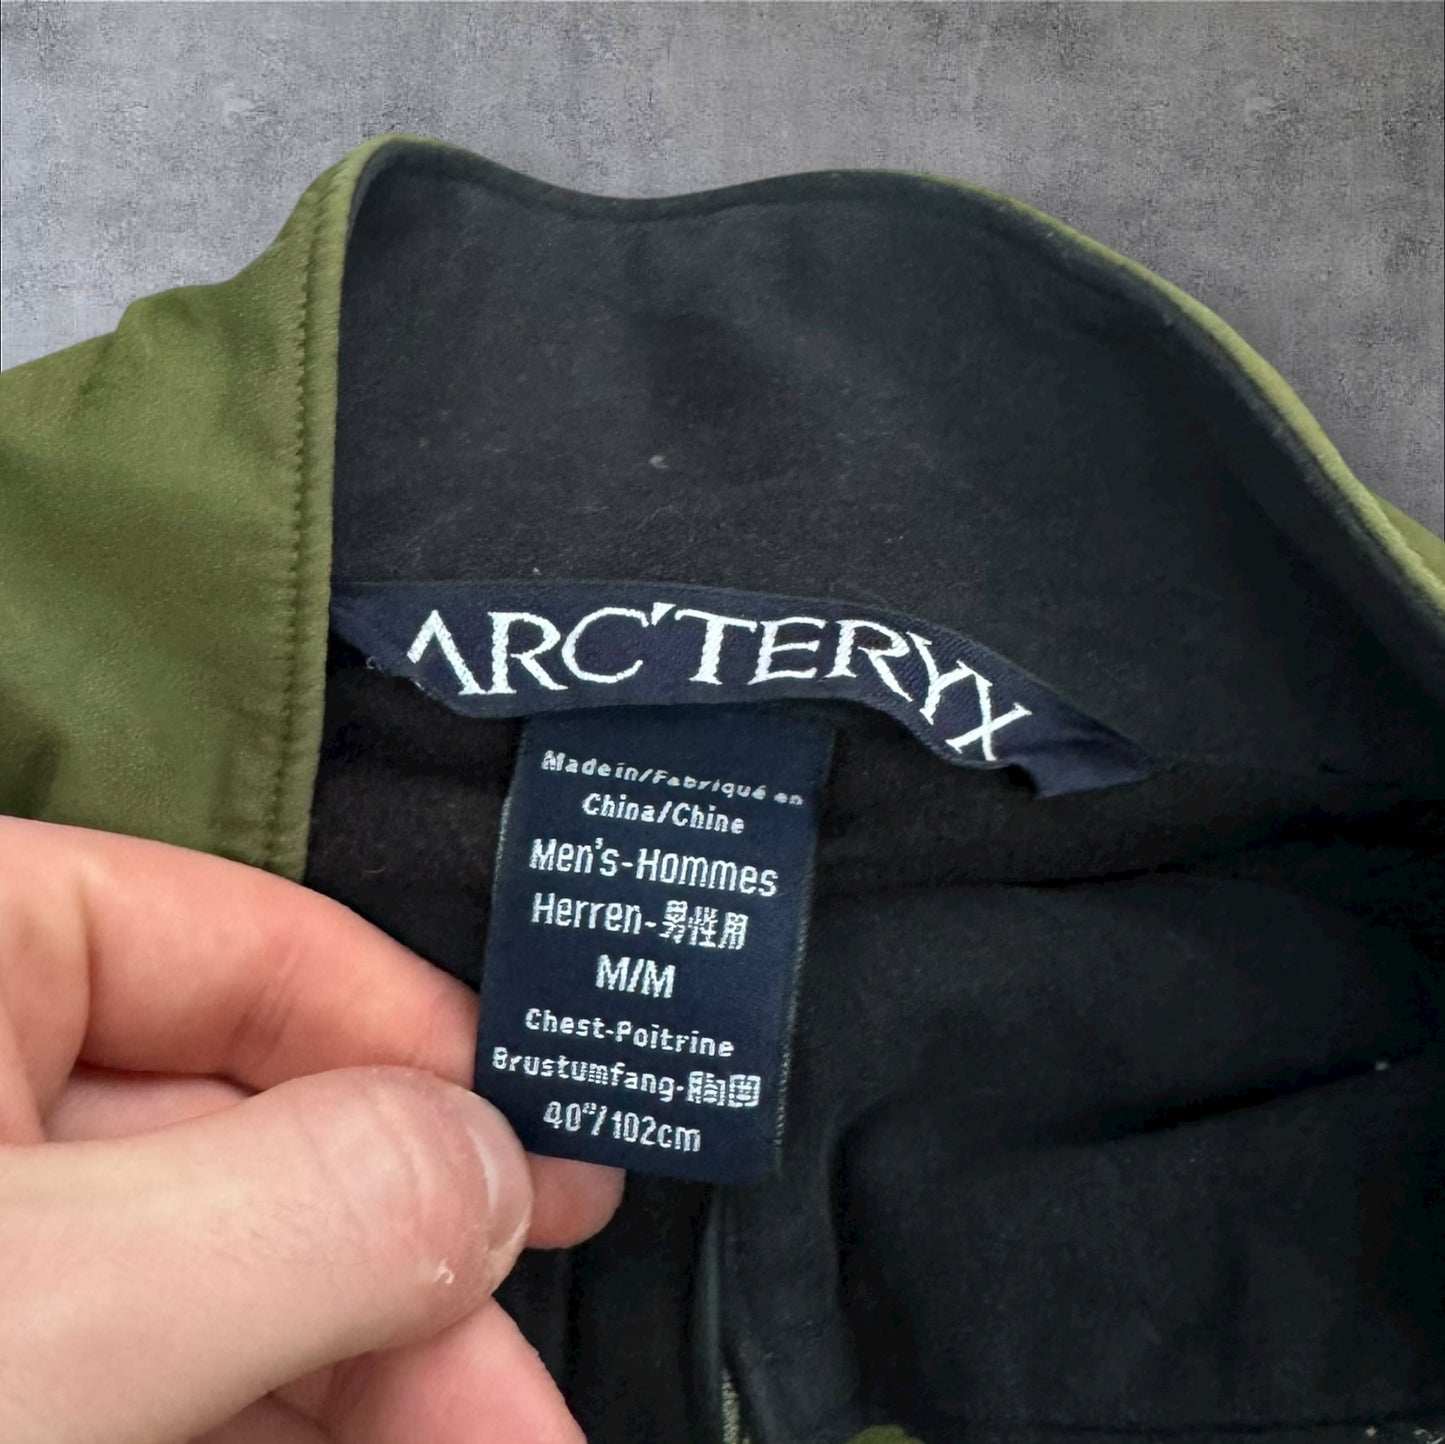 ARC'TERYX
Made in/Fabriqué en
China/Chine
Men's-Hommes
Herren-男性用
M/M
Chest-Poitrine
Brustumfang-胸囲
40"/102cm